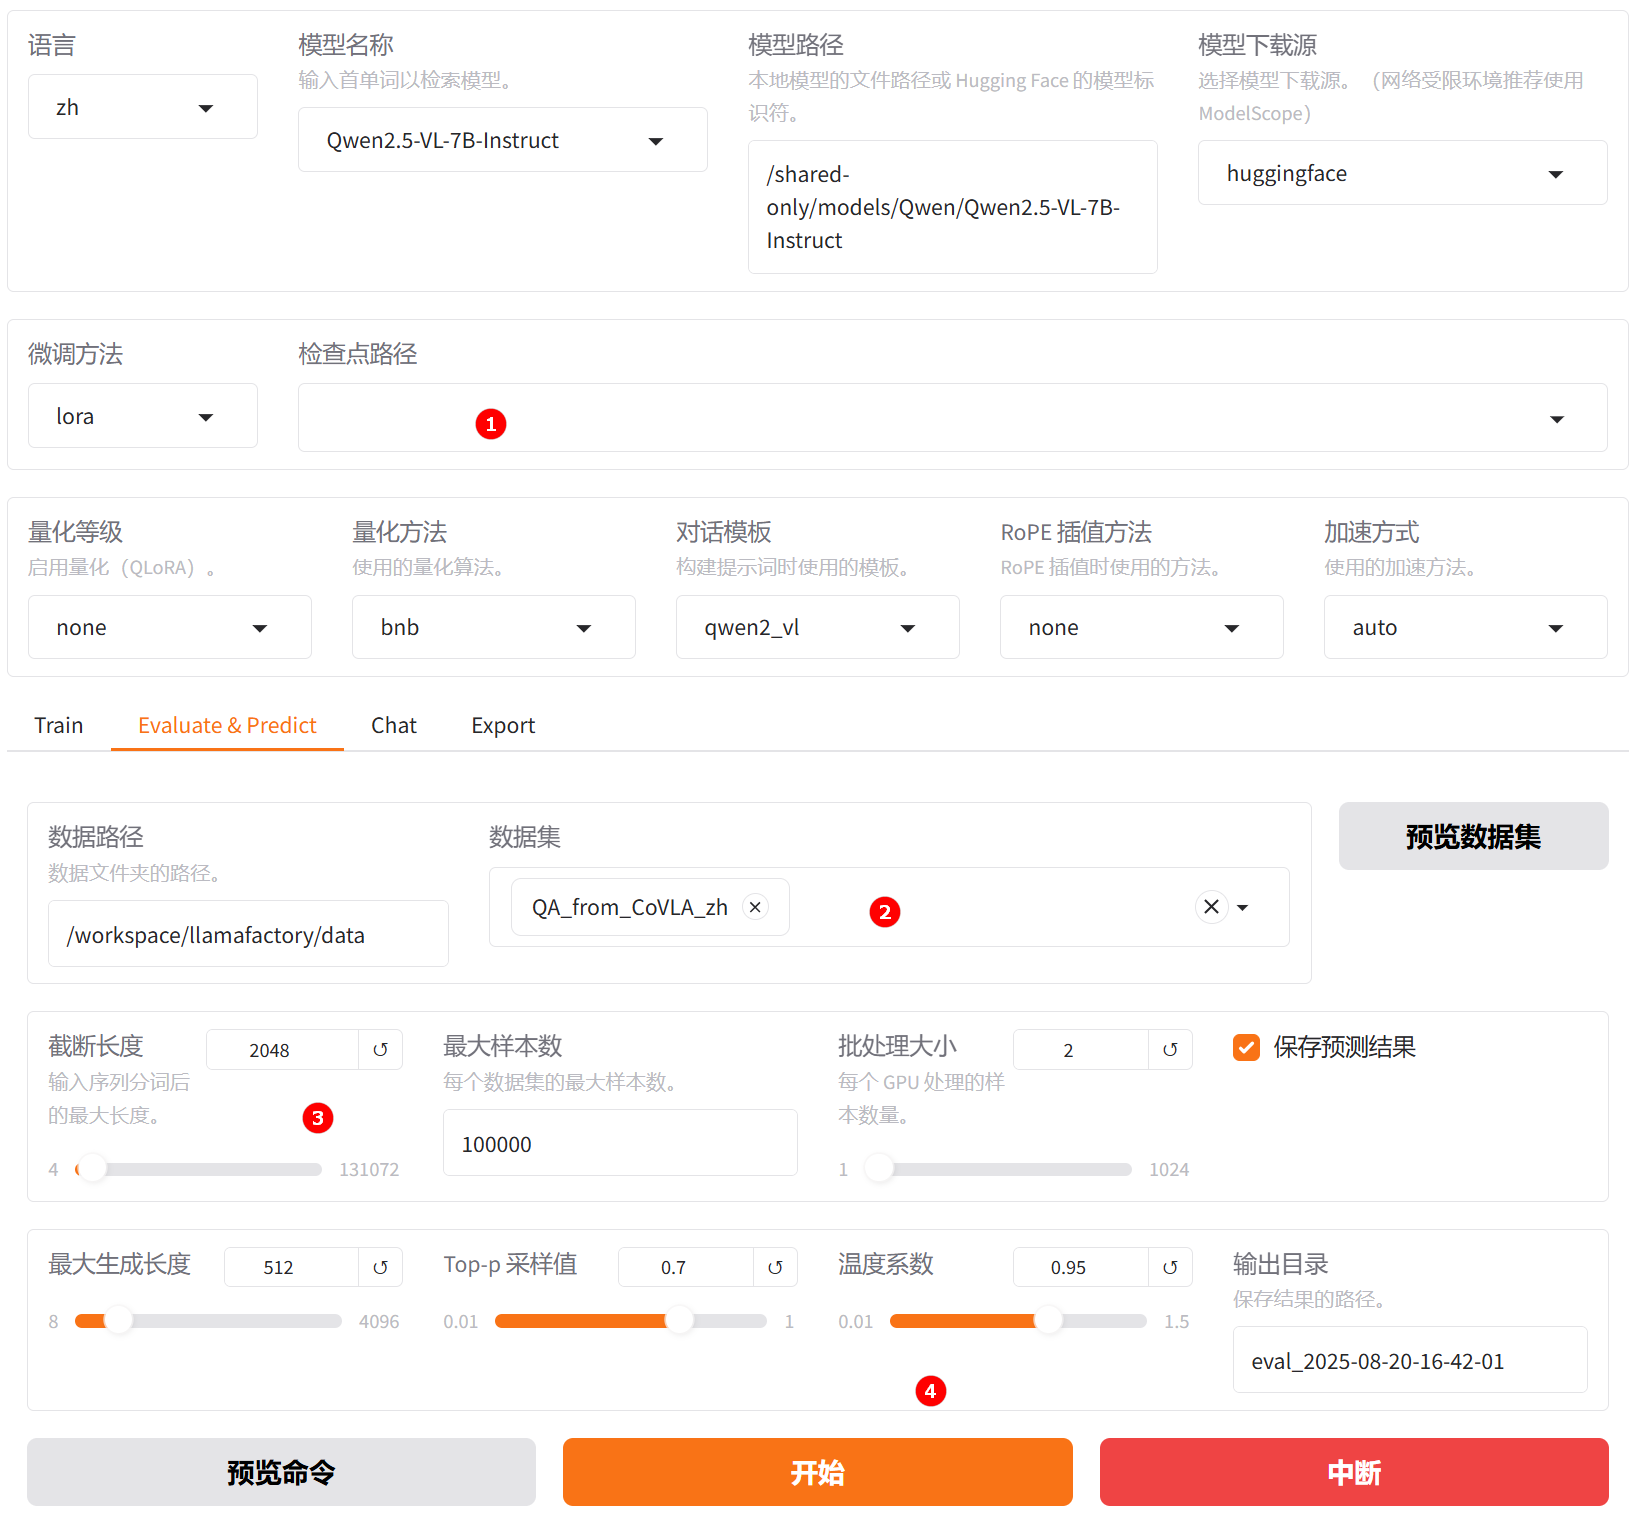 语言
zh
模型名称
输入首单词以检索模型。
Qwen2.5-VL-7B-Instruct
模型路径
本地模型的文件路径或 Hugging Face 的模型标
识符。
/shared-
only/models/Qwen/Qwen2.5-VL-7B-
Instruct
模型下载源
选择模型下载源。（网络受限环境推荐使用
ModelScope）
huggingface
微调方法
lora
检查点路径
1
量化等级
启用量化（QLoRA）。
none
量化方法
使用的量化算法。
bnb
对话模板
构建提示词时使用的模板。
qwen2_vl
RoPE 插值方法
RoPE 插值时使用的方法。
none
加速方式
使用的加速方法。
auto
Train
Evaluate & Predict
Chat
Export
数据路径
数据文件夹的路径。
/workspace/llamafactory/data
数据集
QA_from_CoVLA_zh
2
预览数据集
截断长度
2048
输入序列分词后
的最大长度。
3
4
131072
最大样本数
每个数据集的最大样本数。
100000
批处理大小
2
每个 GPU 处理的样
本数量。
1
1024
保存预测结果
最大生成长度
512
8
4096
Top-p 采样值
0.7
0.01
1
温度系数
0.95
0.01
1.5
4
输出目录
保存结果的路径。
eval_2025-08-20-16-42-01
预览命令
开始
中断